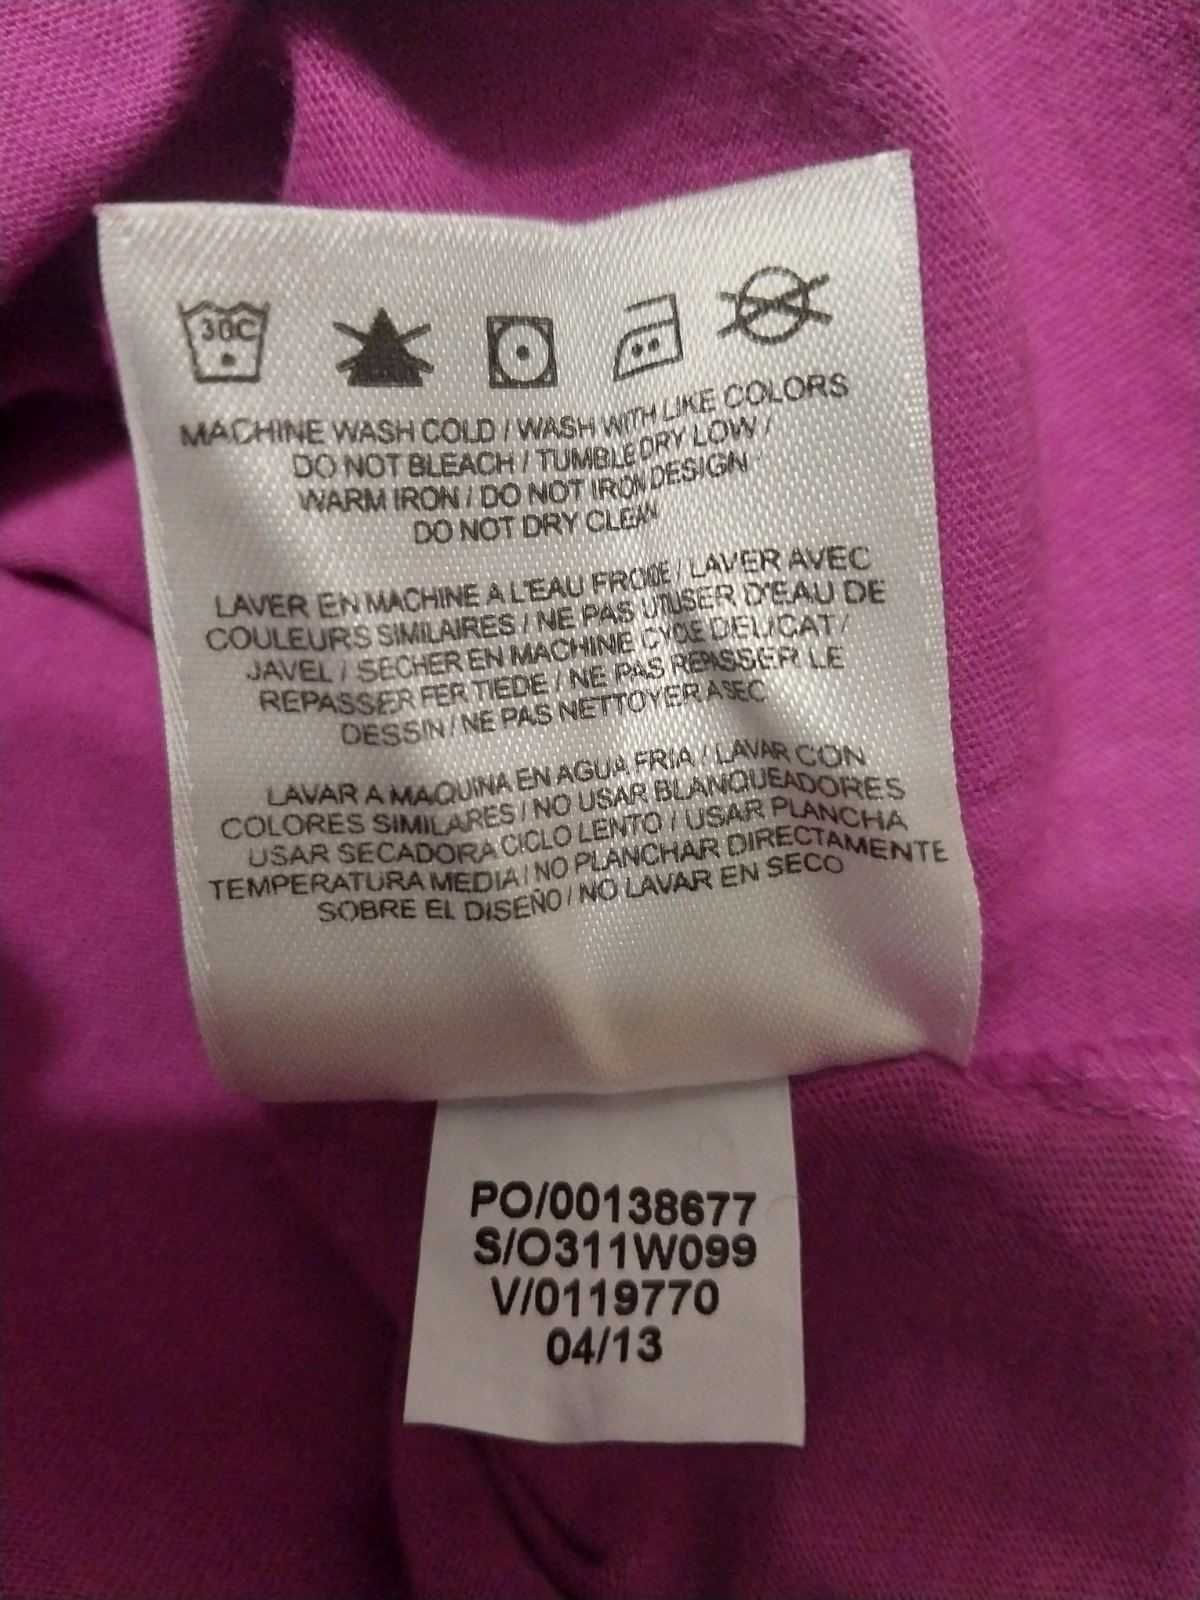 30C
MACHINE WASH COLD / WASH WITH LIKE COLORS
DO NOT BLEACH / TUMBLE DRY LOW /
WARM IRON / DO NOT IRON DESIGN
DO NOT DRY CLEAN
LAVER EN MACHINE A L'EAU FROIDE / LAVER AVEC
COULEURS SIMILAIRES / NE PAS UTILISER D'EAU DE
JAVEL / SECHER EN MACHINE CYCLE DELICAT /
REPASSER FER TIEDE / NE PAS REPASSER LE
DESSIN / NE PAS NETTOYER A SEC
LAVAR A MAQUINA EN AGUA FRIA / LAVAR CON
COLORES SIMILARES / NO USAR BLANQUEADORES
USAR SECADORA CICLO LENTO / USAR PLANCHA
TEMPERATURA MEDIA / NO PLANCHAR DIRECTAMENTE
SOBRE EL DISEÑO / NO LAVAR EN SECO
PO/00138677
S/O311W099
V/0119770
04/13